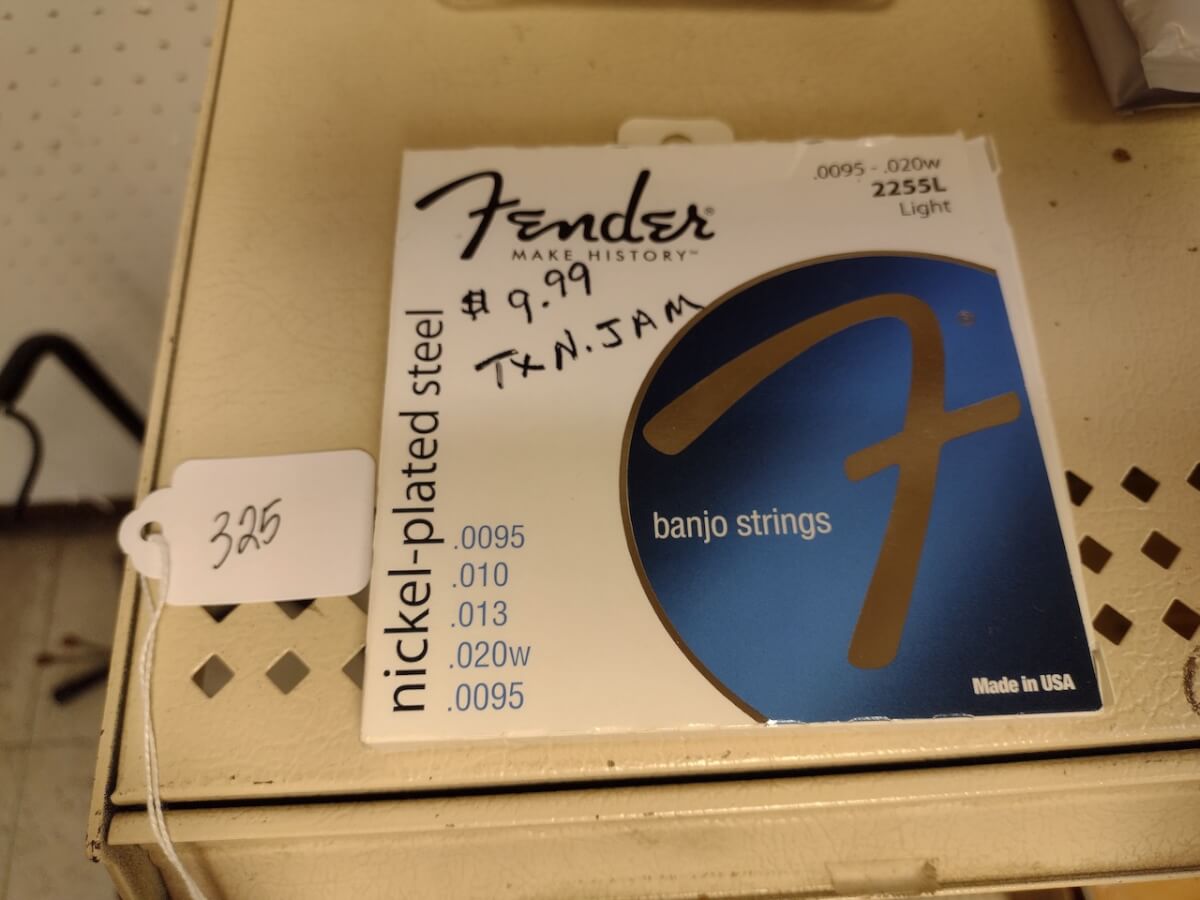 Fender®
MAKE HISTORY™
.0095 - .020w
2255L
Light
$ 9.99
TXN.JAM
nickel-plated steel
®
banjo strings
325
.0095
.010
.013
.020w
.0095
Made in USA